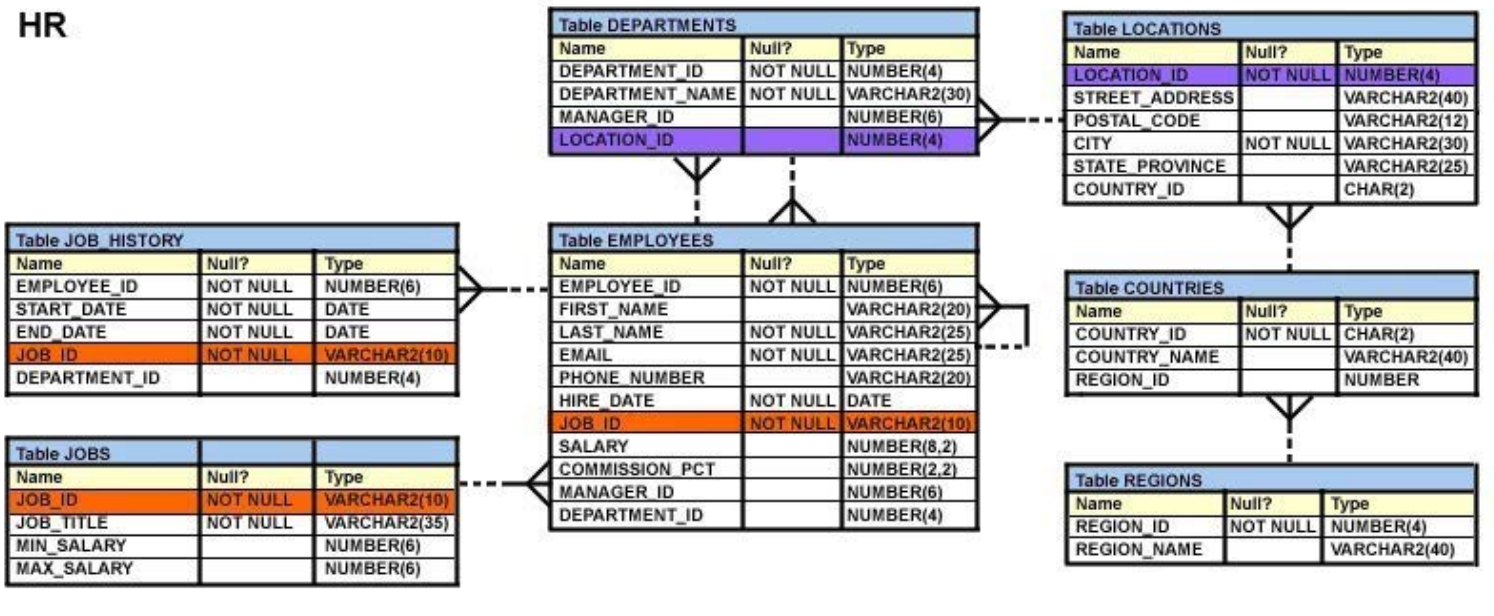 HR
Table DEPARTMENTS
Name Null? Type
DEPARTMENT_ID NOT NULL NUMBER(4)
DEPARTMENT_NAME NOT NULL VARCHAR2(30)
MANAGER_ID NUMBER(6)
LOCATION_ID NUMBER(4)
Table LOCATIONS
Name Null? Type
LOCATION_ID NOT NULL NUMBER(4)
STREET_ADDRESS VARCHAR2(40)
POSTAL_CODE VARCHAR2(12)
CITY NOT NULL VARCHAR2(30)
STATE_PROVINCE VARCHAR2(25)
COUNTRY_ID CHAR(2)
Table JOB_HISTORY
Name Null? Type
EMPLOYEE_ID NOT NULL NUMBER(6)
START_DATE NOT NULL DATE
END_DATE NOT NULL DATE
JOB_ID NOT NULL VARCHAR2(10)
DEPARTMENT_ID NUMBER(4)
Table EMPLOYEES
Name Null? Type
EMPLOYEE_ID NOT NULL NUMBER(6)
FIRST_NAME VARCHAR2(20)
LAST_NAME NOT NULL VARCHAR2(25)
EMAIL NOT NULL VARCHAR2(25)
PHONE_NUMBER VARCHAR2(20)
HIRE_DATE NOT NULL DATE
JOB_ID NOT NULL VARCHAR2(10)
SALARY NUMBER(8,2)
COMMISSION_PCT NUMBER(2,2)
MANAGER_ID NUMBER(6)
DEPARTMENT_ID NUMBER(4)
Table COUNTRIES
Name Null? Type
COUNTRY_ID NOT NULL CHAR(2)
COUNTRY_NAME VARCHAR2(40)
REGION_ID NUMBER
Table JOBS
Name Null? Type
JOB_ID NOT NULL VARCHAR2(10)
JOB_TITLE NOT NULL VARCHAR2(35)
MIN_SALARY NUMBER(6)
MAX_SALARY NUMBER(6)
Table REGIONS
Name Null? Type
REGION_ID NOT NULL NUMBER(4)
REGION_NAME VARCHAR2(40)